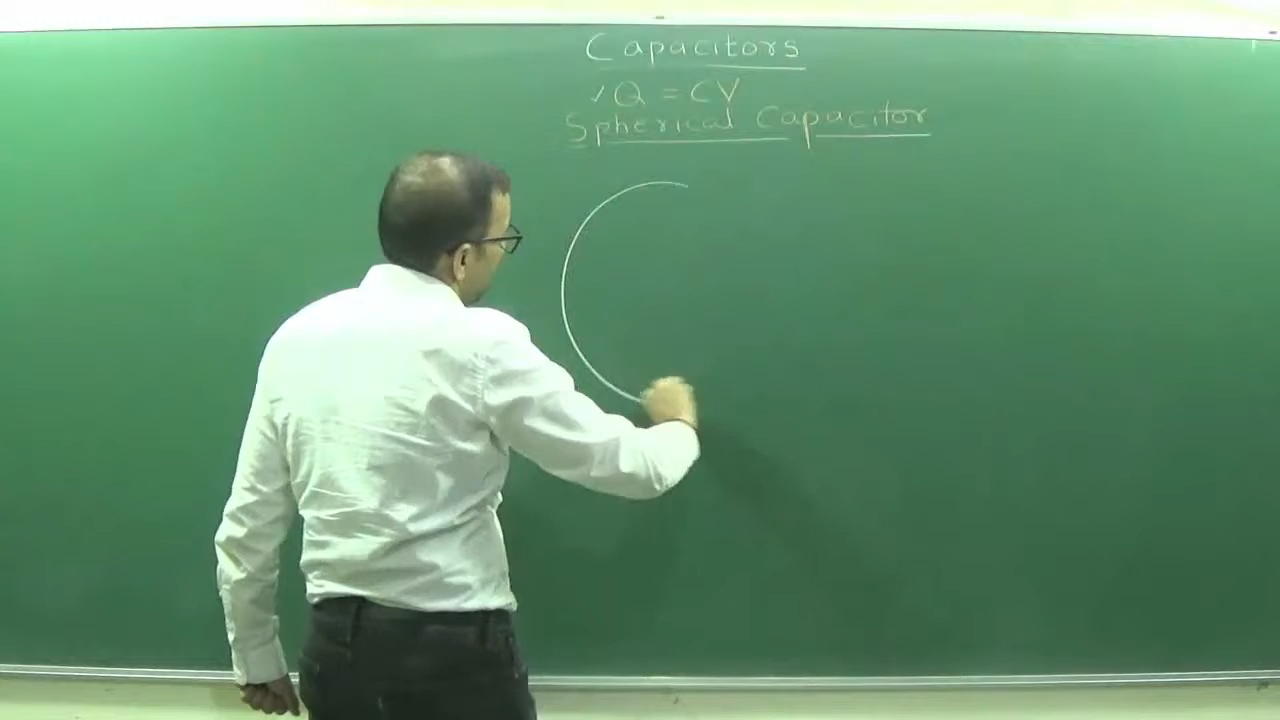 Capacitors
✓ Q = CV
Spherical Capacitor